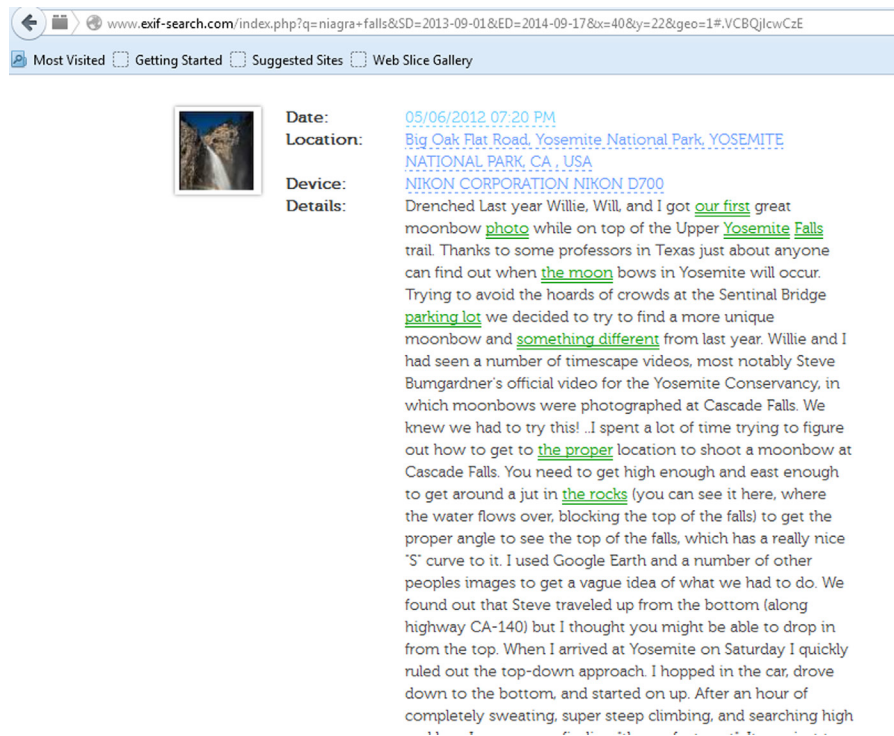 www.exif-search.com/index.php?q=niagra+falls&SD=2013-09-01&ED=2014-09-17&x=40&y=22&geo=1#.VCBQjIcwCzE
Most Visited Getting Started Suggested Sites Web Slice Gallery
Date: 05/06/2012 07:20 PM
Location: Big Oak Flat Road, Yosemite National Park, YOSEMITE
NATIONAL PARK, CA , USA
Device: NIKON CORPORATION NIKON D700
Details: Drenched Last year Willie, Will, and I got our first great
moonbow photo while on top of the Upper Yosemite Falls
trail. Thanks to some professors in Texas just about anyone
can find out when the moon bows in Yosemite will occur.
Trying to avoid the hoards of crowds at the Sentinal Bridge
parking lot we decided to try to find a more unique
moonbow and something different from last year. Willie and I
had seen a number of timescape videos, most notably Steve
Bumgardner's official video for the Yosemite Conservancy, in
which moonbows were photographed at Cascade Falls. We
knew we had to try this! ..I spent a lot of time trying to figure
out how to get to the proper location to shoot a moonbow at
Cascade Falls. You need to get high enough and east enough
to get around a jut in the rocks (you can see it here, where
the water flows over, blocking the top of the falls) to get the
proper angle to see the top of the falls, which has a really nice
"S" curve to it. I used Google Earth and a number of other
peoples images to get a vague idea of what we had to do. We
found out that Steve traveled up from the bottom (along
highway CA-140) but I thought you might be able to drop in
from the top. When I arrived at Yosemite on Saturday I quickly
ruled out the top-down approach. I hopped in the car, drove
down to the bottom, and started on up. After an hour of
completely sweating, super steep climbing, and searching high